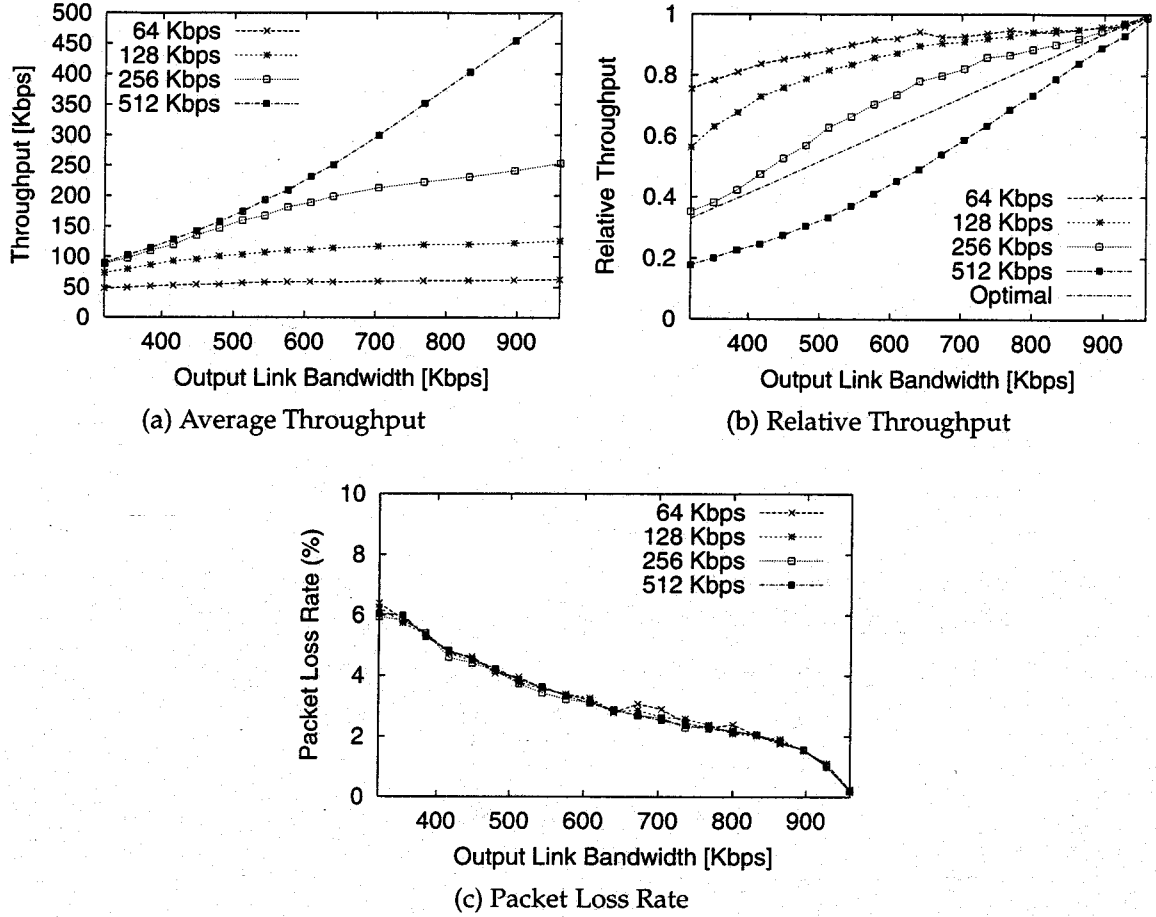 500
450
400
350
300
250
200
150
100
50
0
Throughput [Kbps]
64 Kbps
128 Kbps
256 Kbps
512 Kbps
400 500 600 700 800 900
Output Link Bandwidth [Kbps]
(a) Average Throughput
1
0.8
0.6
0.4
0.2
0
Relative Throughput
64 Kbps
128 Kbps
256 Kbps
512 Kbps
Optimal
400 500 600 700 800 900
Output Link Bandwidth [Kbps]
(b) Relative Throughput
10
8
6
4
2
0
Packet Loss Rate (%)
64 Kbps
128 Kbps
256 Kbps
512 Kbps
400 500 600 700 800 900
Output Link Bandwidth [Kbps]
(c) Packet Loss Rate